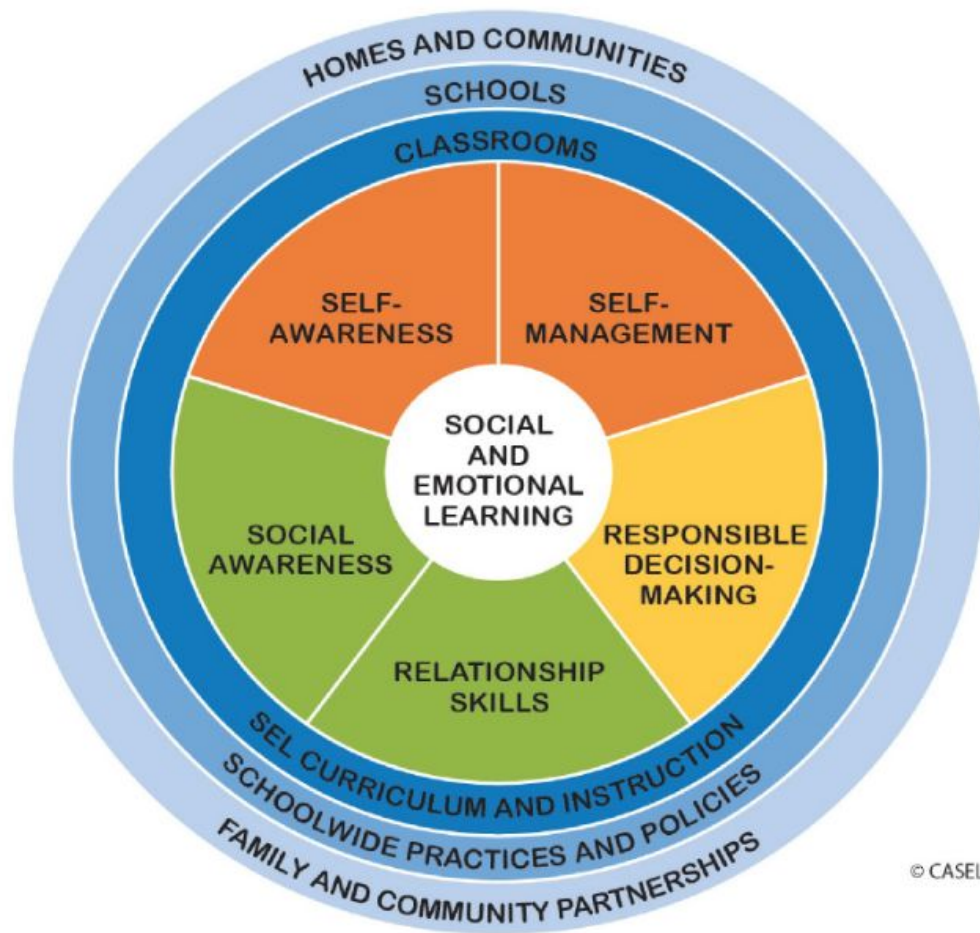 HOMES AND COMMUNITIES
SCHOOLS
CLASSROOMS
SELF-
AWARENESS
SELF-
MANAGEMENT
SOCIAL
AND
EMOTIONAL
LEARNING
SOCIAL
AWARENESS
RESPONSIBLE
DECISION-
MAKING
RELATIONSHIP
SKILLS
SEL CURRICULUM AND INSTRUCTION
SCHOOLWIDE PRACTICES AND POLICIES
FAMILY AND COMMUNITY PARTNERSHIPS
© CASEL